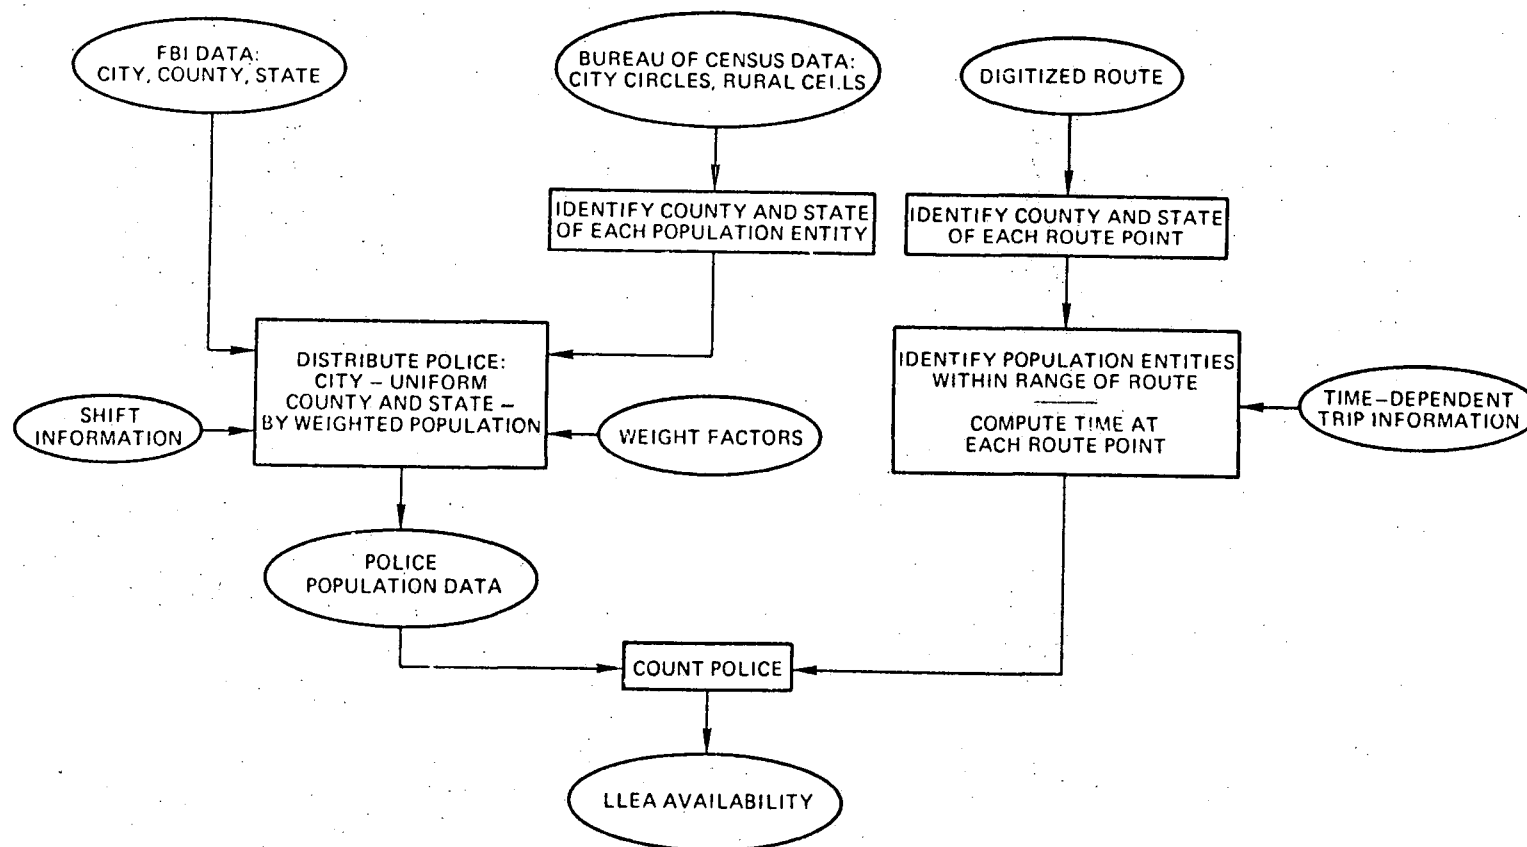 FBI DATA:
CITY, COUNTY, STATE
BUREAU OF CENSUS DATA:
CITY CIRCLES, RURAL CELLS
DIGITIZED ROUTE
IDENTIFY COUNTY AND STATE
OF EACH POPULATION ENTITY
IDENTIFY COUNTY AND STATE
OF EACH ROUTE POINT
DISTRIBUTE POLICE:
CITY – UNIFORM
COUNTY AND STATE –
BY WEIGHTED POPULATION
IDENTIFY POPULATION ENTITIES
WITHIN RANGE OF ROUTE
COMPUTE TIME AT
EACH ROUTE POINT
SHIFT
INFORMATION
WEIGHT FACTORS
TIME–DEPENDENT
TRIP INFORMATION
POLICE
POPULATION DATA
COUNT POLICE
LLEA AVAILABILITY